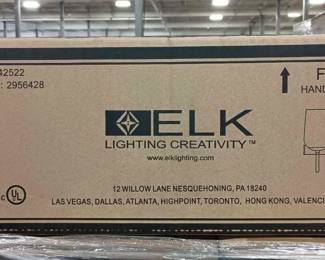 42522
: 2956428
F
HAND
ELK
LIGHTING CREATIVITY™
www.elklighting.com
12 WILLOW LANE NESQUEHONING, PA 18240
LAS VEGAS, DALLAS, ATLANTA, HIGHPOINT, TORONTO, HONG KONG, VALENCI
c UL